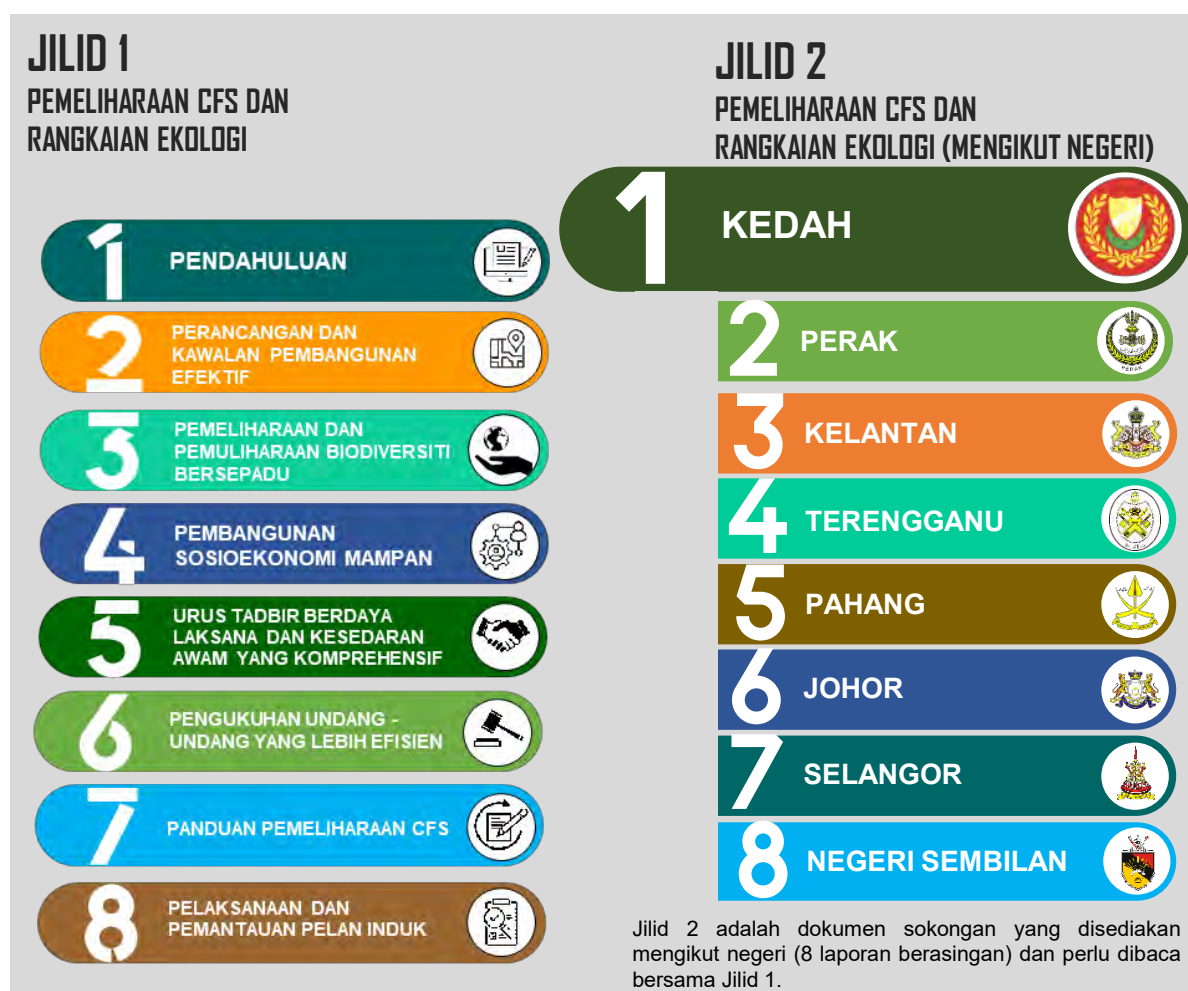 JILID 1
PEMELIHARAAN CFS DAN
RANGKAIAN EKOLOGI
1
PENDAHULUAN
2
PERANCANGAN DAN
KAWALAN PEMBANGUNAN
EFEKTIF
3
PEMELIHARAAN DAN
PEMULIHARAAN BIODIVERSITI
BERSEPADU
4
PEMBANGUNAN
SOSIOEKONOMI MAMPAN
5
URUS TADBIR BERDAYA
LAKSANA DAN KESEDARAN
AWAM YANG KOMPREHENSIF
6
PENGUKUHAN UNDANG -
UNDANG YANG LEBIH EFISIEN
7
PANDUAN PEMELIHARAAN CFS
8
PELAKSANAAN DAN
PEMANTAUAN PELAN INDUK
JILID 2
PEMELIHARAAN CFS DAN
RANGKAIAN EKOLOGI (MENGIKUT NEGERI)
1
KEDAH
2
PERAK
PERAK
3
KELANTAN
4
TERENGGANU
5
PAHANG
6
JOHOR
7
SELANGOR
8
NEGERI SEMBILAN
Jilid 2 adalah dokumen sokongan yang disediakan
mengikut negeri (8 laporan berasingan) dan perlu dibaca
bersama Jilid 1.